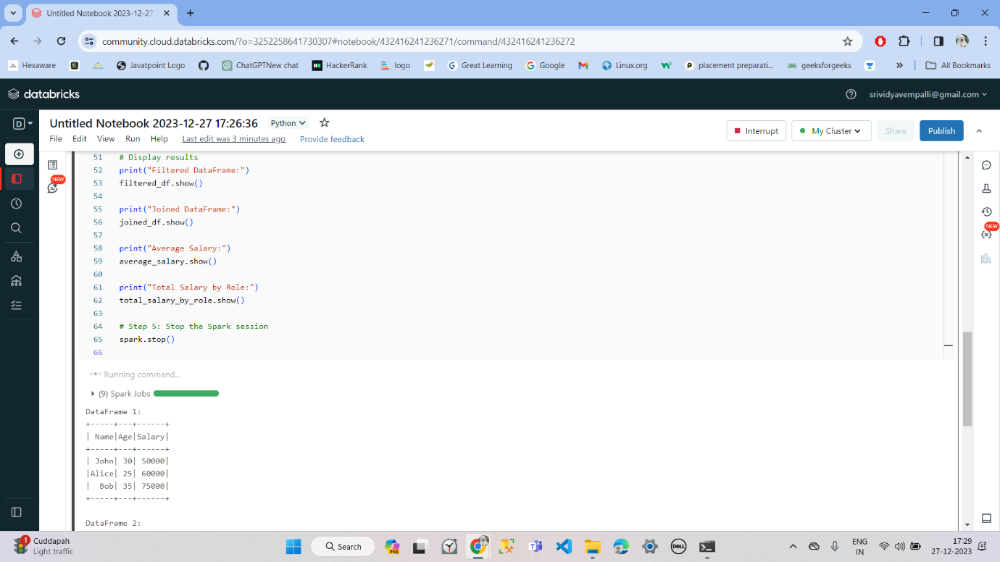 Untitled Notebook 2023-12-27
community.cloud.databricks.com/?o=3252258641730307#notebook/432416241236271/command/432416241236272
Hexaware
Javatpoint Logo
ChatGPTNew chat
HackerRank
logo
Great Learning
Google
Linux.org
placement preparati...
geeksforgeeks
»
All Bookmarks
databricks
srividyavempalli@gmail.com
D
Untitled Notebook 2023-12-27 17:26:36
Python
Interrupt
My Cluster
Share
Publish
File Edit View Run Help Last edit was 3 minutes ago Provide feedback
NEW
NEW
51 # Display results
52 print("Filtered DataFrame:")
53 filtered_df.show()
54
55 print("Joined DataFrame:")
56 joined_df.show()
57
58 print("Average Salary:")
59 average_salary.show()
60
61 print("Total Salary by Role:")
62 total_salary_by_role.show()
63
64 # Step 5: Stop the Spark session
65 spark.stop()
66
Running command...
(9) Spark Jobs
DataFrame 1:
+-----+---+------+
| Name|Age|Salary|
+-----+---+------+
| John| 30| 50000|
|Alice| 25| 60000|
|  Bob| 35| 75000|
+-----+---+------+
DataFrame 2:
1
Cuddapah
Light traffic
Search
PRE
DELL
ENG
IN
17:29
27-12-2023